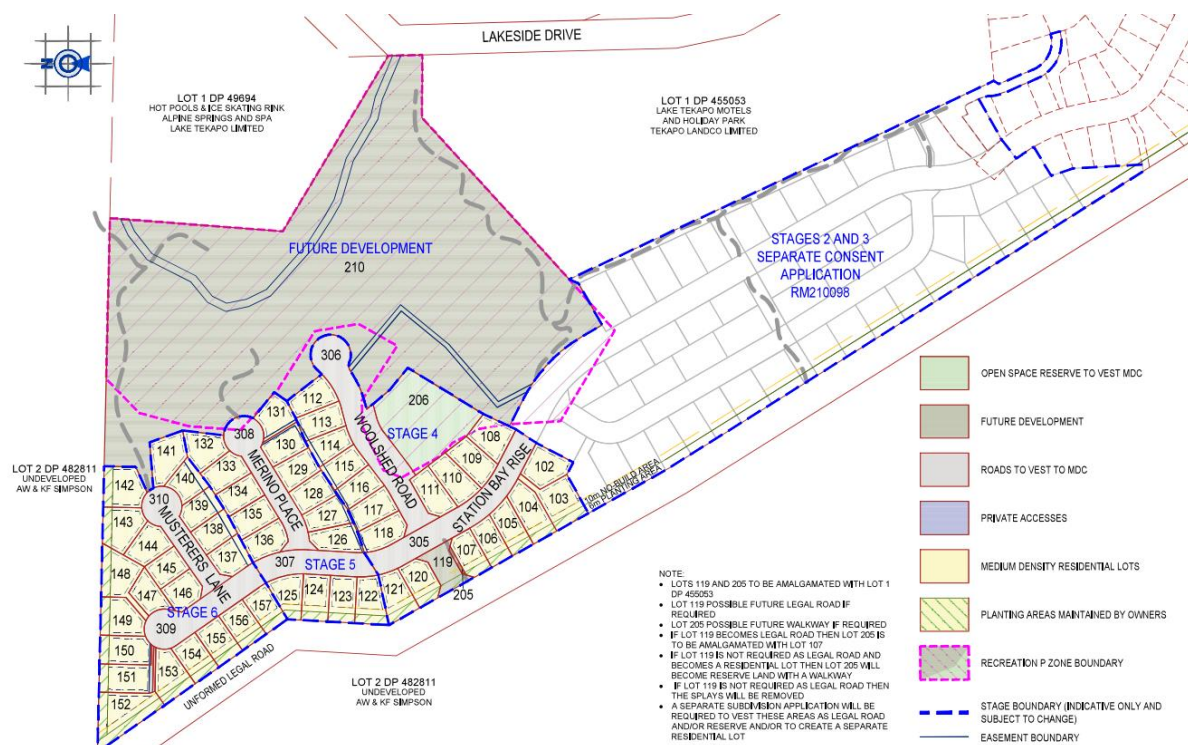 LAKESIDE DRIVE
N
LOT 1 DP 49694
HOT POOLS & ICE SKATING RINK
ALPINE SPRINGS AND SPA
LAKE TEKAPO LIMITED
LOT 1 DP 455053
LAKE TEKAPO MOTELS
AND HOLIDAY PARK
TEKAPO LANDCO LIMITED
FUTURE DEVELOPMENT
210
STAGES 2 AND 3
SEPARATE CONSENT
APPLICATION
RM210098
306
206
STAGE 4
WOOLSHED ROAD
STATION BAY RISE
112
113
114
115
116
117
118
111
110
109
108
102
103
104
105
106
107
119
120
121
205
305
131
130
129
128
127
126
308
MERINO PLACE
132
133
134
135
136
307
STAGE 5
125
124
123
122
141
140
139
138
137
310
MUSTERERS LANE
LOT 2 DP 482811
UNDEVELOPED
AW & KF SIMPSON
142
143
144
145
146
147
148
149
150
151
152
153
154
155
156
157
STAGE 6
309
UNFORMED LEGAL ROAD
LOT 2 DP 482811
UNDEVELOPED
AW & KF SIMPSON
10m NO-BUILD AREA
6m PLANTING AREA
OPEN SPACE RESERVE TO VEST MDC
FUTURE DEVELOPMENT
ROADS TO VEST TO MDC
PRIVATE ACCESSES
MEDIUM DENSITY RESIDENTIAL LOTS
PLANTING AREAS MAINTAINED BY OWNERS
RECREATION P ZONE BOUNDARY
STAGE BOUNDARY (INDICATIVE ONLY AND
SUBJECT TO CHANGE)
EASEMENT BOUNDARY
NOTE:
• LOTS 119 AND 205 TO BE AMALGAMATED WITH LOT 1
DP 455053
• LOT 119 POSSIBLE FUTURE LEGAL ROAD IF
REQUIRED
• LOT 205 POSSIBLE FUTURE WALKWAY IF REQUIRED
• IF LOT 119 BECOMES LEGAL ROAD THEN LOT 205 IS
TO BE AMALGAMATED WITH LOT 107
• IF LOT 119 IS NOT REQUIRED AS LEGAL ROAD AND
BECOMES A RESIDENTIAL LOT THEN LOT 205 WILL
BECOME RESERVE LAND WITH A WALKWAY
• IF LOT 119 IS NOT REQUIRED AS LEGAL ROAD THEN
THE SPLAYS WILL BE REMOVED
• A SEPARATE SUBDIVISION APPLICATION WILL BE
REQUIRED TO VEST THESE AREAS AS LEGAL ROAD
AND/OR RESERVE AND/OR TO CREATE A SEPARATE
RESIDENTIAL LOT